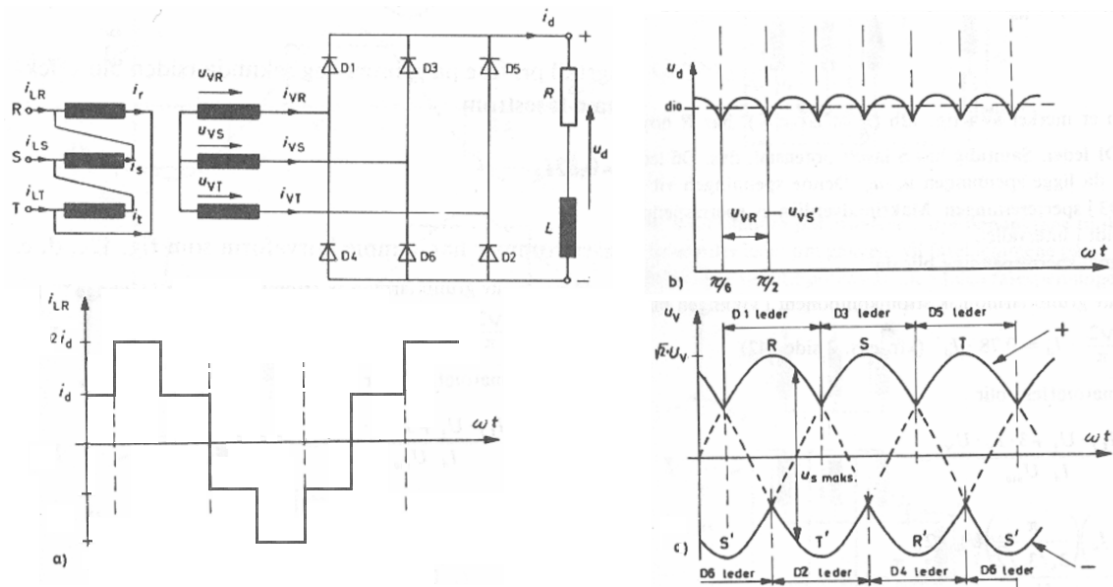 i_d
+
D1
D3
D5
u_VR
i_LR
i_r
i_VR
R
R
u_VS
i_LS
S
i_s
i_VS
u_d
u_VT
i_LT
T
i_t
i_VT
L
D4
D6
D2
−
i_LR
2i_d
i_d
ωt
a)
u_d
dio
u_VR
u_VS
b)
π/6
π/2
ωt
u_V
D1 leder
D3 leder
D5 leder
√2·U_V
R
S
T
+
ωt
u_s maks.
c)
S'
T'
R'
S'
−
D6 leder
D2 leder
D4 leder
D6 leder